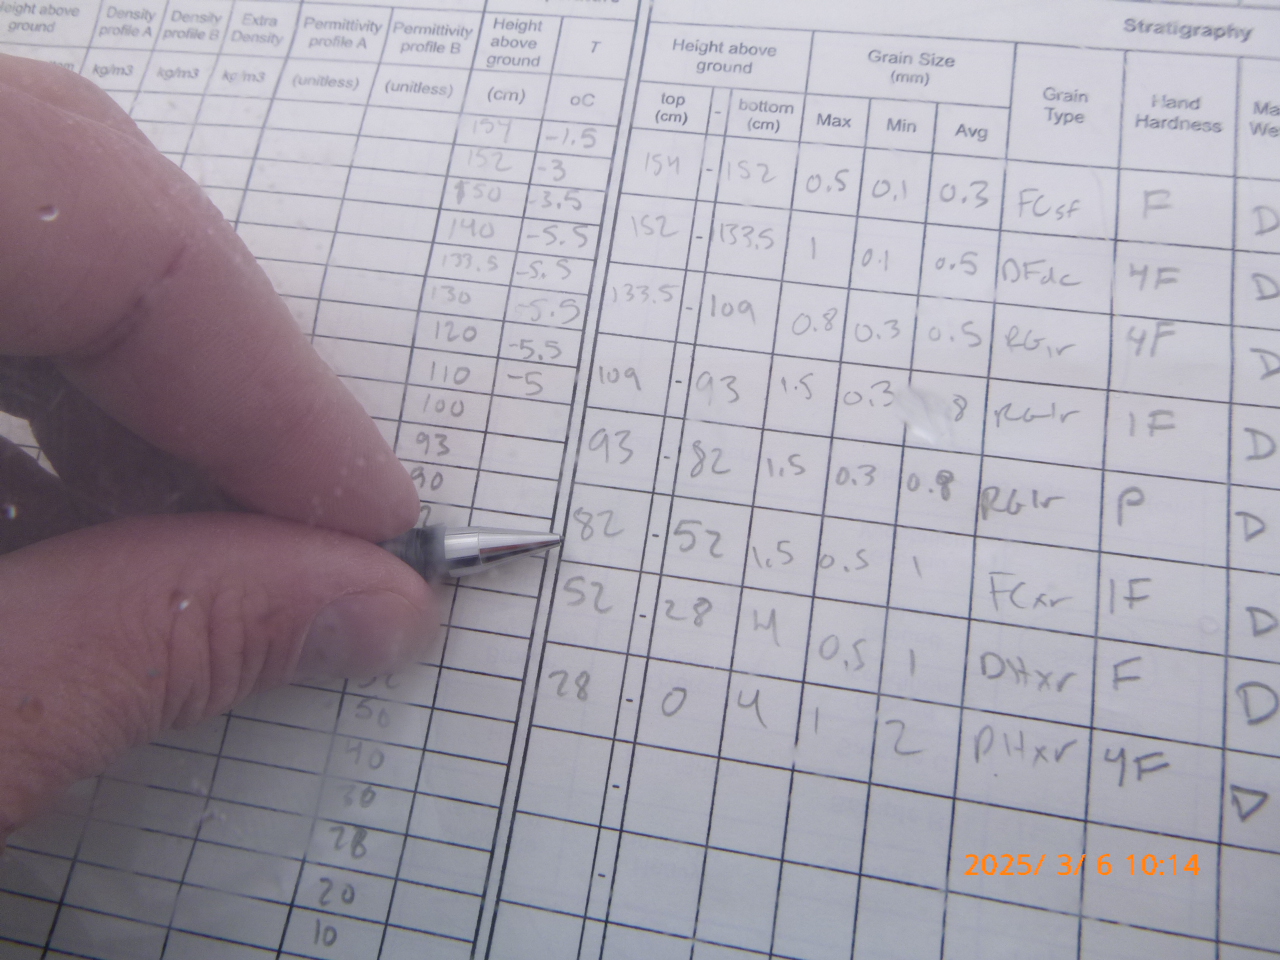 Stratigraphy
Height above ground Density profile A Density profile B Extra Density Permittivity profile A Permittivity profile B Height above ground T Height above ground Grain Size (mm) Grain Type Hand Hardness
kg/m3 kg/m3 kg/m3 (unitless) (unitless) (cm) oC top (cm) - bottom (cm) Max Min Avg
154 -1.5
152 -3
150 -3.5
140 -5.5
133.5 -5.5
130 -5.5
120 -5.5
110 -5
100
93
90
50
40
30
28
20
10
154 - 152 0.5 0.1 0.3 FCsf F D
152 - 133.5 1 0.1 0.5 DFdc 4F D
133.5 - 109 0.8 0.3 0.5 RGlr 4F D
109 - 93 1.5 0.3 8 RGlr 1F D
93 - 82 1.5 0.3 0.8 RGlr P D
82 - 52 1.5 0.5 1 FCxr 1F D
52 - 28 4 0.5 1 DHxr F D
28 - 0 4 1 2 DHxr 4F D
-
-
2025/ 3/ 6 10:14